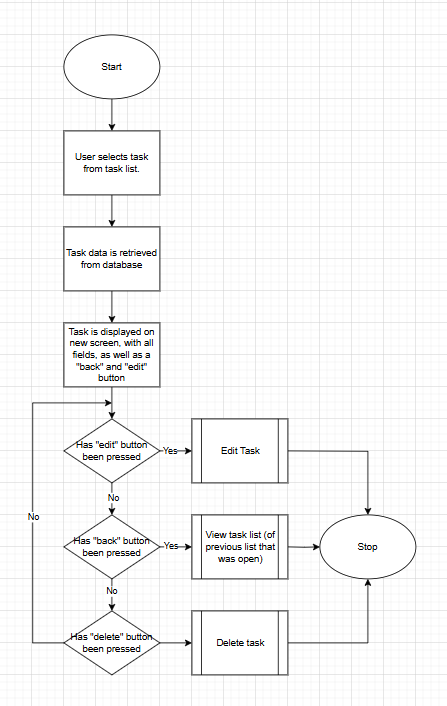 Start
User selects task
from task list.
Task data is retrieved
from database
Task is displayed on
new screen, with all
fields, as well as a
"back" and "edit"
button
Has "edit" button
been pressed
Yes
Edit Task
No
No
Has "back" button
been pressed
Yes
View task list (of
previous list that
was open)
Stop
No
Has "delete" button
been pressed
Delete task